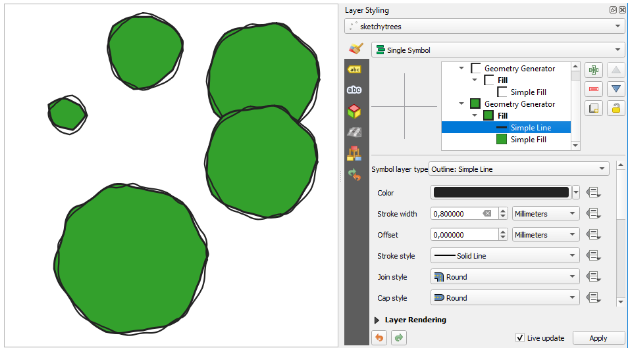 Layer Styling
sketchytrees
Single Symbol
abc
abc
Geometry Generator
Fill
Simple Fill
Geometry Generator
Fill
Simple Line
Simple Fill
Symbol layer type Outline: Simple Line
Color
Stroke width 0,800000 Millimeters
Offset 0,000000 Millimeters
Stroke style Solid Line
Join style Round
Cap style Round
Layer Rendering
Live update Apply